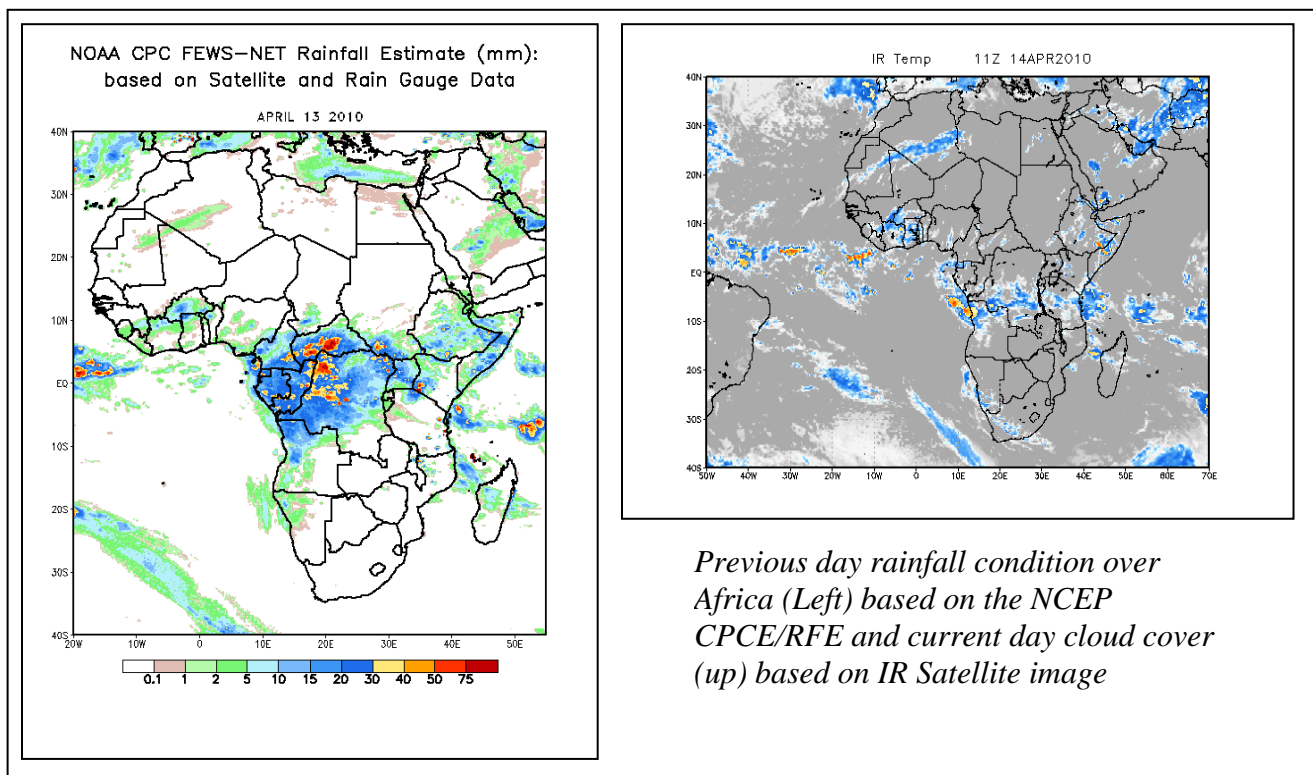 NOAA CPC FEWS-NET Rainfall Estimate (mm):
based on Satellite and Rain Gauge Data
APRIL 13 2010
40N
30N
20N
10N
EQ
10S
20S
30S
40S
20W 10W 0 10E 20E 30E 40E 50E
0.1 1 2 5 10 15 20 30 40 50 75
IR Temp 11Z 14APR2010
40N
30N
20N
10N
EQ
10S
20S
30S
40S
50W 40W 30W 20W 10W 0 10E 20E 30E 40E 50E 60E 70E
Previous day rainfall condition over
Africa (Left) based on the NCEP
CPCE/RFE and current day cloud cover
(up) based on IR Satellite image